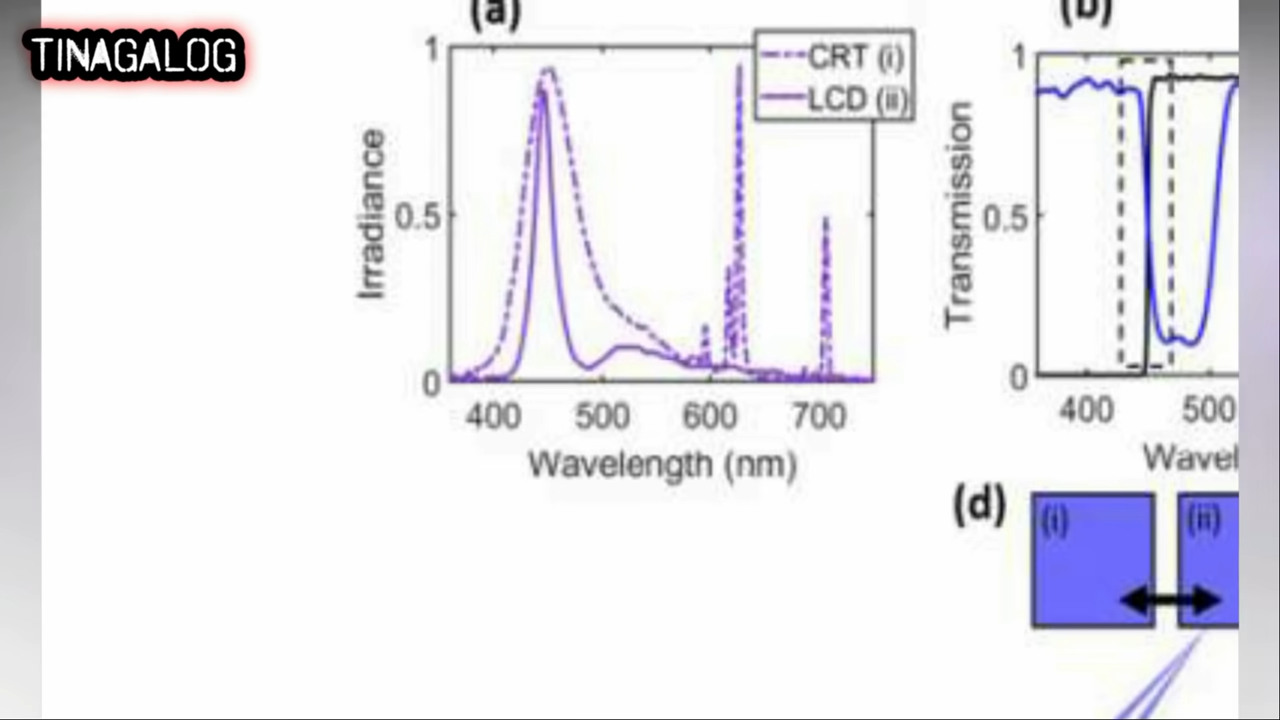 TINAGALOG
(a)
1
0.5
0
Irradiance
CRT (i)
LCD (ii)
400 500 600 700
Wavelength (nm)
(b)
1
0.5
0
Transmission
400 500
Wavel
(d)
(i)
(ii)